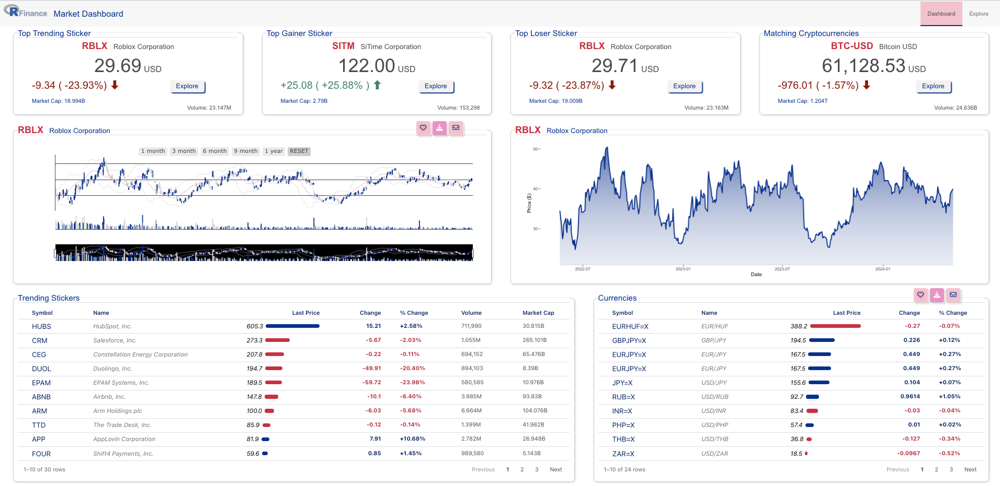 RFinance Market Dashboard Dashboard Explore
Top Trending Sticker
RBLX Roblox Corporation
29.69 USD
-9.34 ( -23.93%) Explore
Market Cap: 18.994B
Volume: 23.147M
Top Gainer Sticker
SITM SiTime Corporation
122.00 USD
+25.08 ( +25.88% ) Explore
Market Cap: 2.79B
Volume: 153,298
Top Loser Sticker
RBLX Roblox Corporation
29.71 USD
-9.32 ( -23.87%) Explore
Market Cap: 19.009B
Volume: 23.163M
Matching Cryptocurrencies
BTC-USD Bitcoin USD
61,128.53 USD
-976.01 ( -1.57%) Explore
Market Cap: 1.204T
Volume: 24.636B
RBLX Roblox Corporation
1 month 3 month 6 month 9 month 1 year RESET
RBLX Roblox Corporation
50
40
30
Price ($)
2022-07 2023-01 2023-07 2024-01
Date
Trending Stickers
Symbol Name Last Price Change % Change Volume Market Cap
HUBS HubSpot, Inc. 605.3 15.21 +2.58% 711,990 30.815B
CRM Salesforce, Inc. 273.3 -5.67 -2.03% 1.055M 265.101B
CEG Constellation Energy Corporation 207.8 -0.22 -0.11% 694,152 65.476B
DUOL Duolingo, Inc. 194.7 -49.91 -20.40% 894,103 8.39B
EPAM EPAM Systems, Inc. 189.5 -59.72 -23.98% 580,585 10.976B
ABNB Airbnb, Inc. 147.8 -10.1 -6.40% 3.985M 93.83B
ARM Arm Holdings plc 100.0 -6.03 -5.68% 6.664M 104.076B
TTD The Trade Desk, Inc. 85.9 -0.12 -0.14% 1.399M 41.982B
APP AppLovin Corporation 81.9 7.91 +10.68% 2.782M 26.948B
FOUR Shift4 Payments, Inc. 59.6 0.85 +1.45% 989,580 5.143B
1–10 of 30 rows Previous 1 2 3 Next
Currencies
Symbol Name Last Price Change % Change
EURHUF=X EUR/HUF 388.2 -0.27 -0.07%
GBPJPY=X GBP/JPY 194.5 0.226 +0.12%
EURJPY=X EUR/JPY 167.5 0.449 +0.27%
EURJPY=X EUR/JPY 167.5 0.449 +0.27%
JPY=X USD/JPY 155.6 0.104 +0.07%
RUB=X USD/RUB 92.7 0.9614 +1.05%
INR=X USD/INR 83.4 -0.03 -0.04%
PHP=X USD/PHP 57.4 0.01 +0.02%
THB=X USD/THB 36.8 -0.127 -0.34%
ZAR=X USD/ZAR 18.5 -0.0967 -0.52%
1–10 of 24 rows Previous 1 2 3 Next